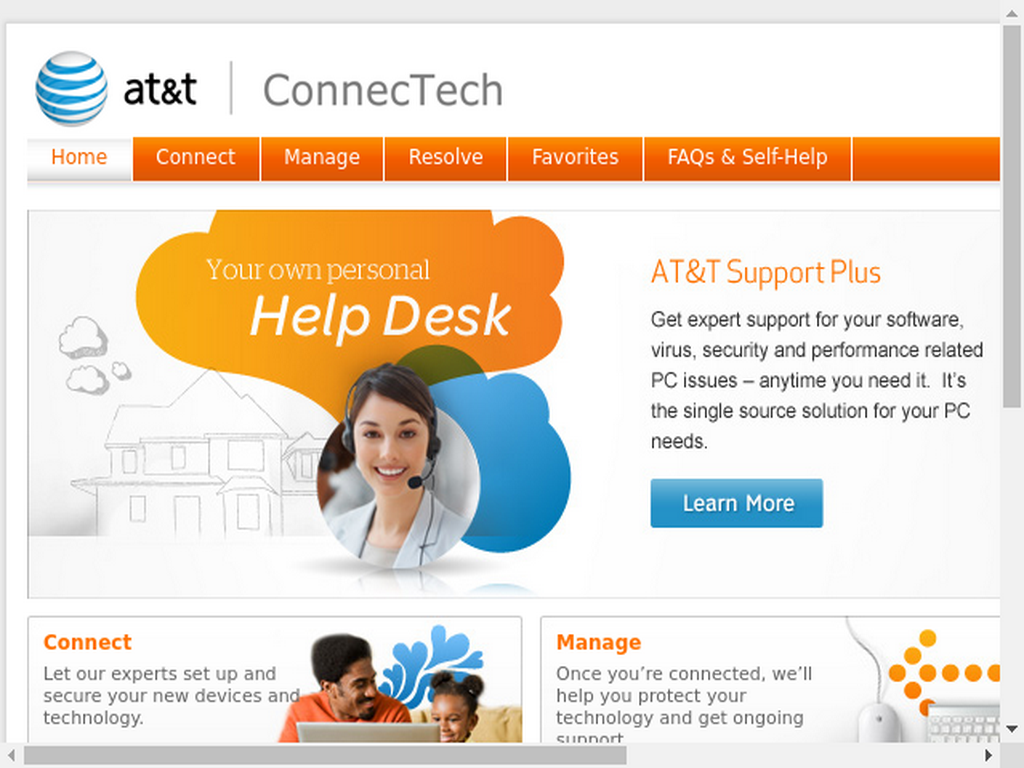 at&t ConnecTech
Home Connect Manage Resolve Favorites FAQs & Self-Help
Your own personal
Help Desk
AT&T Support Plus
Get expert support for your software,
virus, security and performance related
PC issues – anytime you need it. It's
the single source solution for your PC
needs.
Learn More
Connect
Let our experts set up and
secure your new devices and
technology.
Manage
Once you’re connected, we’ll
help you protect your
technology and get ongoing
support